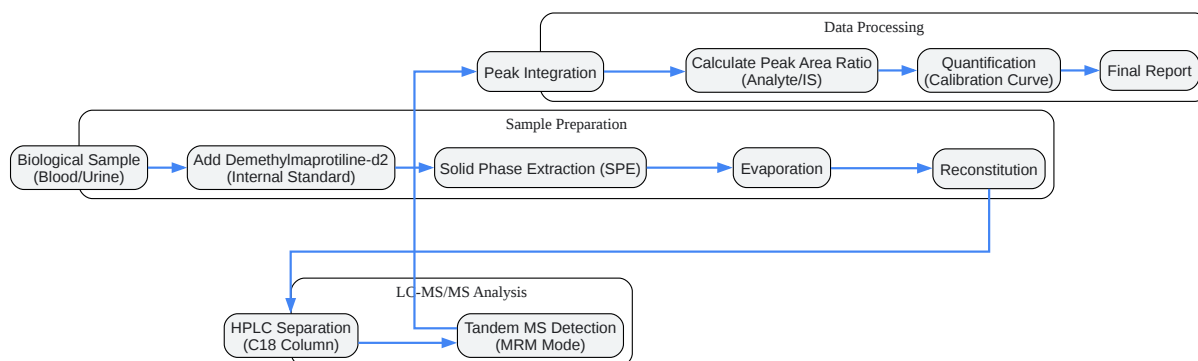 Data Processing
Peak Integration
Calculate Peak Area Ratio
(Analyte/IS)
Quantification
(Calibration Curve)
Final Report
Sample Preparation
Biological Sample
(Blood/Urine)
Add Demethylmaprotiline-d2
(Internal Standard)
Solid Phase Extraction (SPE)
Evaporation
Reconstitution
LC-MS/MS Analysis
HPLC Separation
(C18 Column)
Tandem MS Detection
(MRM Mode)